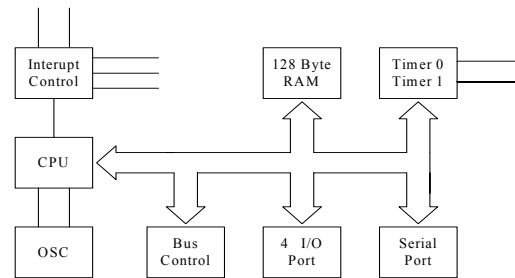 Interupt
Control
128 Byte
RAM
Timer 0
Timer 1
CPU
OSC
Bus
Control
4 I/O
Port
Serial
Port